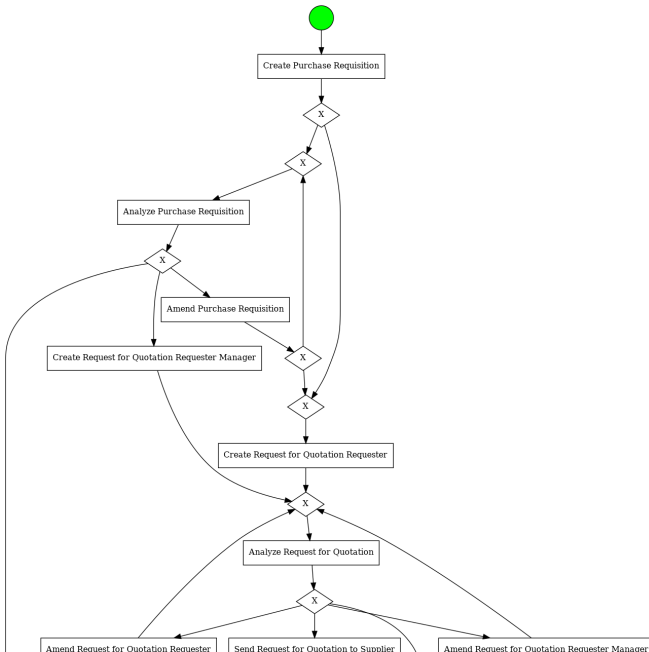 Create Purchase Requisition
X
X
Analyze Purchase Requisition
X
Amend Purchase Requisition
Create Request for Quotation Requester Manager
X
X
Create Request for Quotation Requester
X
Analyze Request for Quotation
X
Amend Request for Quotation Requester
Send Request for Quotation to Supplier
Amend Request for Quotation Requester Manager